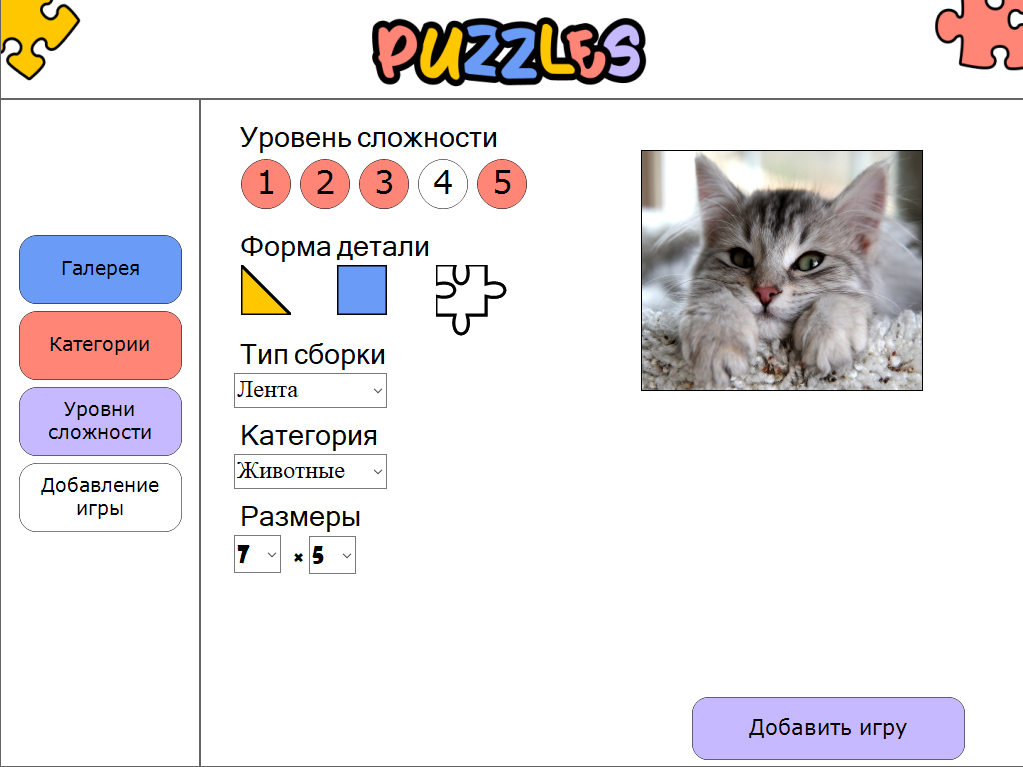 PUZZLES
Уровень сложности
1 2 3 4 5
Форма детали
Тип сборки
Лента
Категория
Животные
Размеры
7 × 5
Галерея
Категории
Уровни
сложности
Добавление
игры
Добавить игру